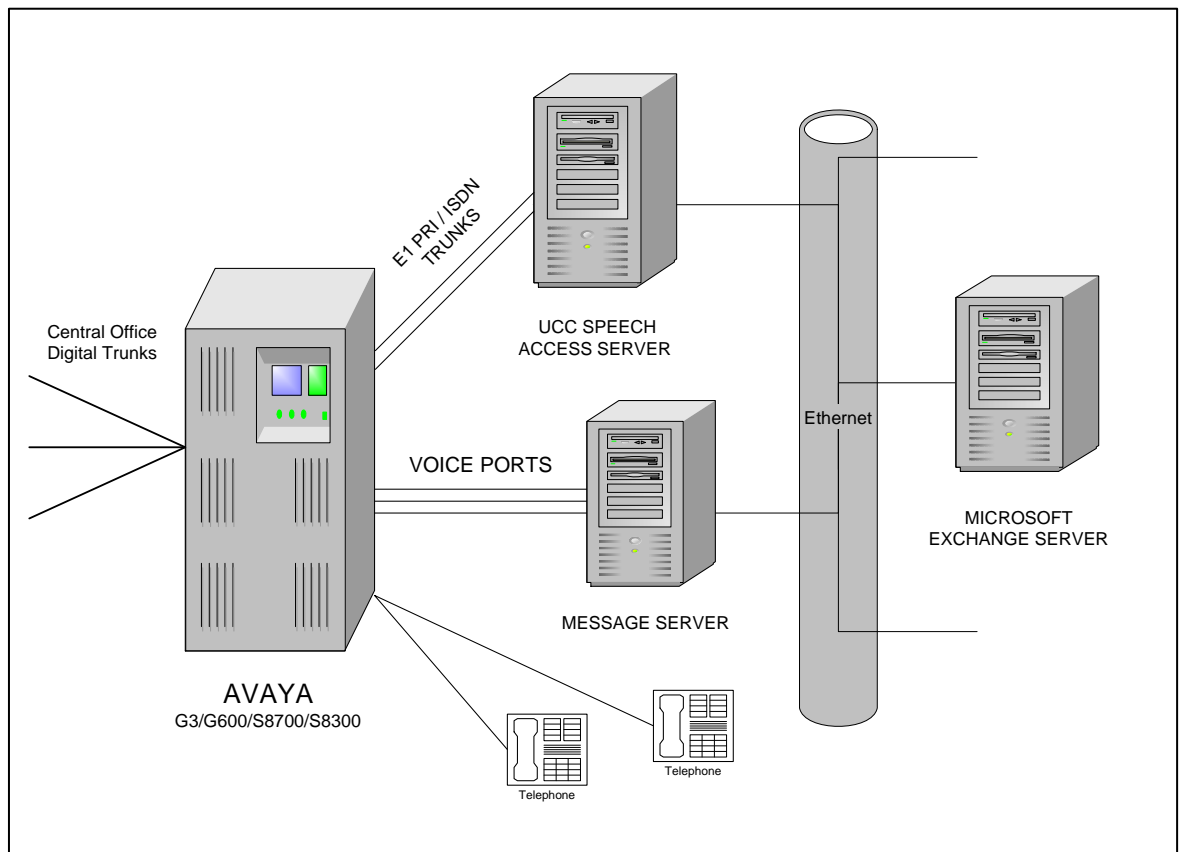 E1 PRI / ISDN
TRUNKS
UCC SPEECH
ACCESS SERVER
Central Office
Digital Trunks
Ethernet
VOICE PORTS
MICROSOFT
EXCHANGE SERVER
MESSAGE SERVER
AVAYA
G3/G600/S8700/S8300
Telephone
Telephone